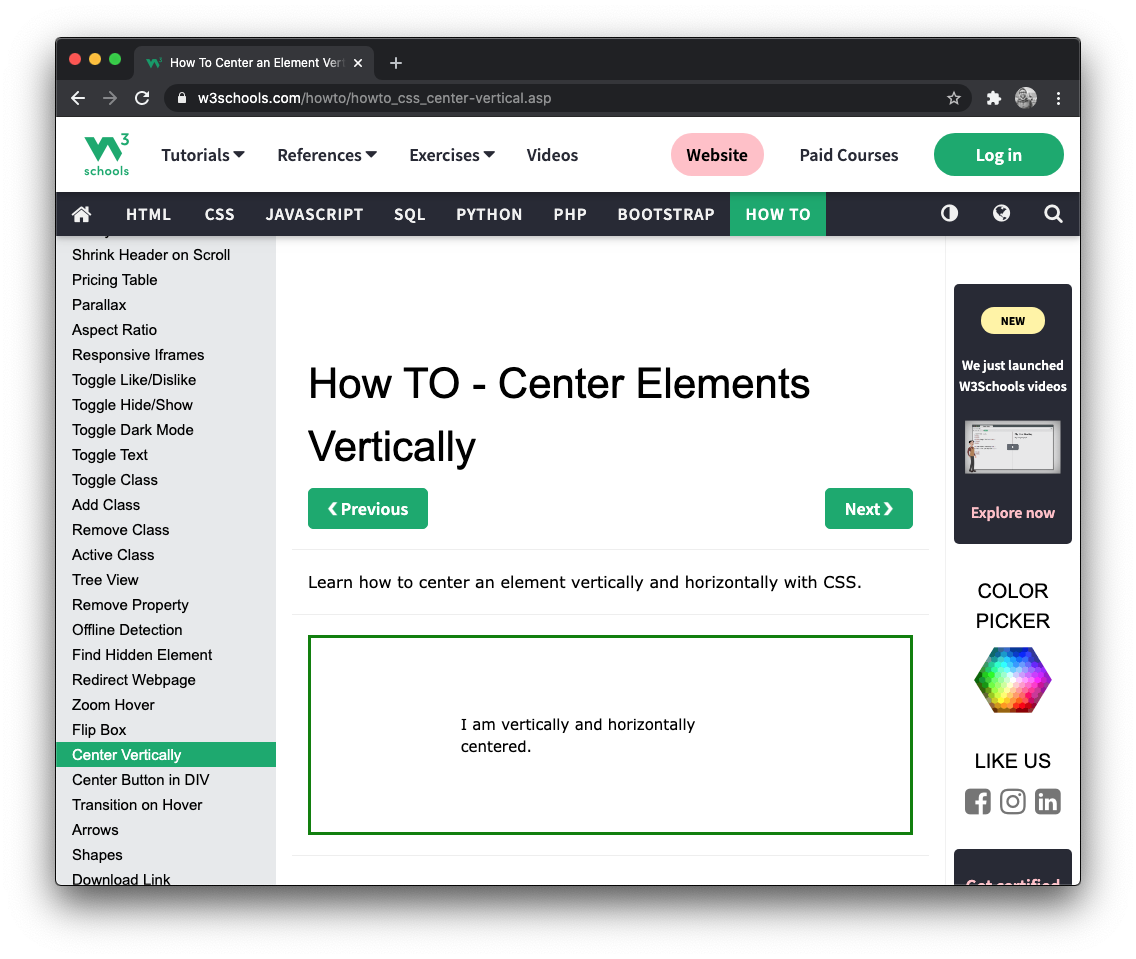 How To Center an Element Vert
w3schools.com/howto/howto_css_center-vertical.asp
W3
schools
Tutorials References Exercises Videos Website Paid Courses Log in
HTML CSS JAVASCRIPT SQL PYTHON PHP BOOTSTRAP HOW TO
Shrink Header on Scroll
Pricing Table
Parallax
Aspect Ratio
Responsive Iframes
Toggle Like/Dislike
Toggle Hide/Show
Toggle Dark Mode
Toggle Text
Toggle Class
Add Class
Remove Class
Active Class
Tree View
Remove Property
Offline Detection
Find Hidden Element
Redirect Webpage
Zoom Hover
Flip Box
Center Vertically
Center Button in DIV
Transition on Hover
Arrows
Shapes
Download Link
How TO - Center Elements
Vertically
❮ Previous
Next ❯
Learn how to center an element vertically and horizontally with CSS.
I am vertically and horizontally
centered.
NEW
We just launched
W3Schools videos
Explore now
COLOR
PICKER
LIKE US
Get certified